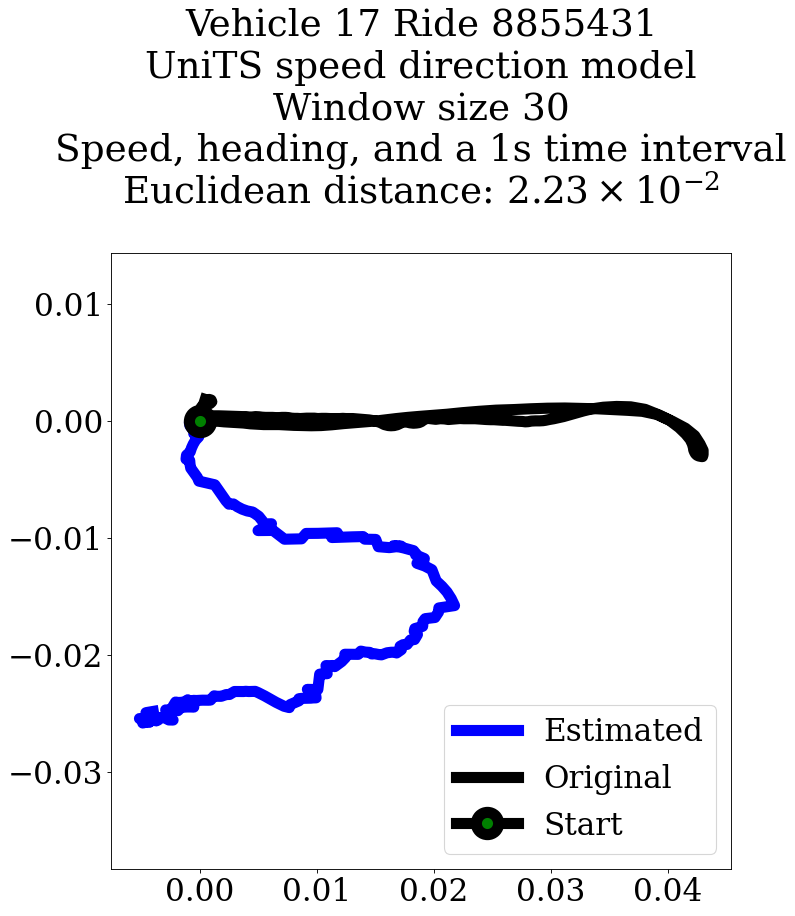 Vehicle 17 Ride 8855431
UniTS speed direction model
Window size 30
Speed, heading, and a 1s time interval
Euclidean distance: 2.23 × 10⁻²
0.01
0.00
−0.01
−0.02
−0.03
Estimated
Original
Start
0.00 0.01 0.02 0.03 0.04